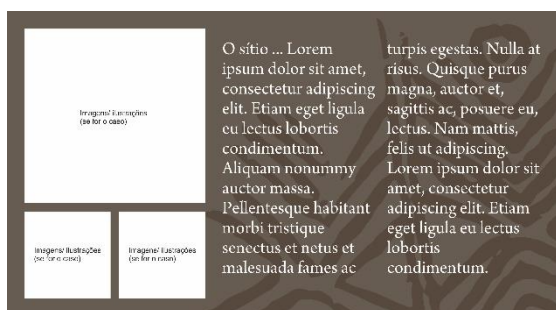 Imagens/ ilustrações
(se for o caso)
Imagens/ ilustrações
(se for o caso)
Imagens/ ilustrações
(se for o caso)
O sítio ... Lorem
ipsum dolor sit amet,
consectetur adipiscing
elit. Etiam eget ligula
eu lectus lobortis
condimentum.
Aliquam nonummy
auctor massa.
Pellentesque habitant
morbi tristique
senectus et netus et
malesuada fames ac
turpis egestas. Nulla at
risus. Quisque purus
magna, auctor et,
sagittis ac, posuere eu,
lectus. Nam mattis,
felis ut adipiscing.
Lorem ipsum dolor sit
amet, consectetur
adipiscing elit. Etiam
eget ligula eu lectus
lobortis
condimentum.